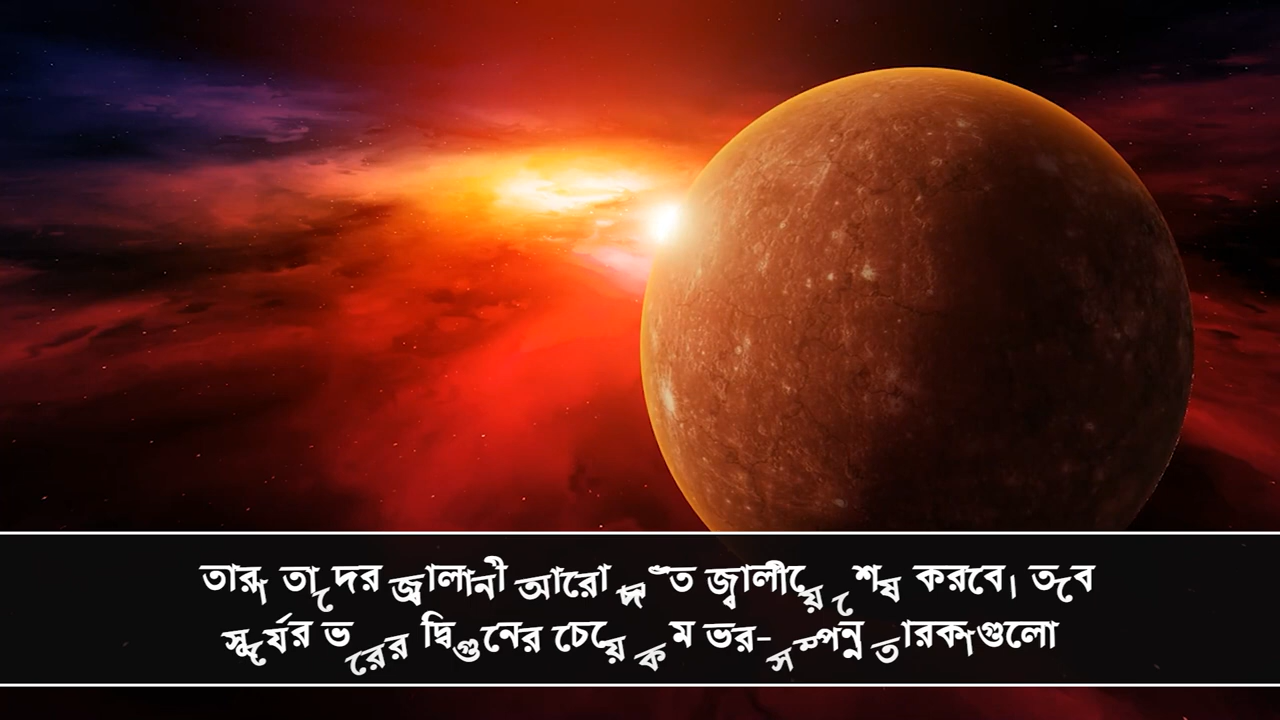 তারা তাদের জ্বালানী আরো দ্রুত জ্বালীয়ে শেষ করবে। তবে
সূর্যের ভরের দ্বিগুনের চেয়ে কম ভর-সম্পন্ন তারকাগুলো